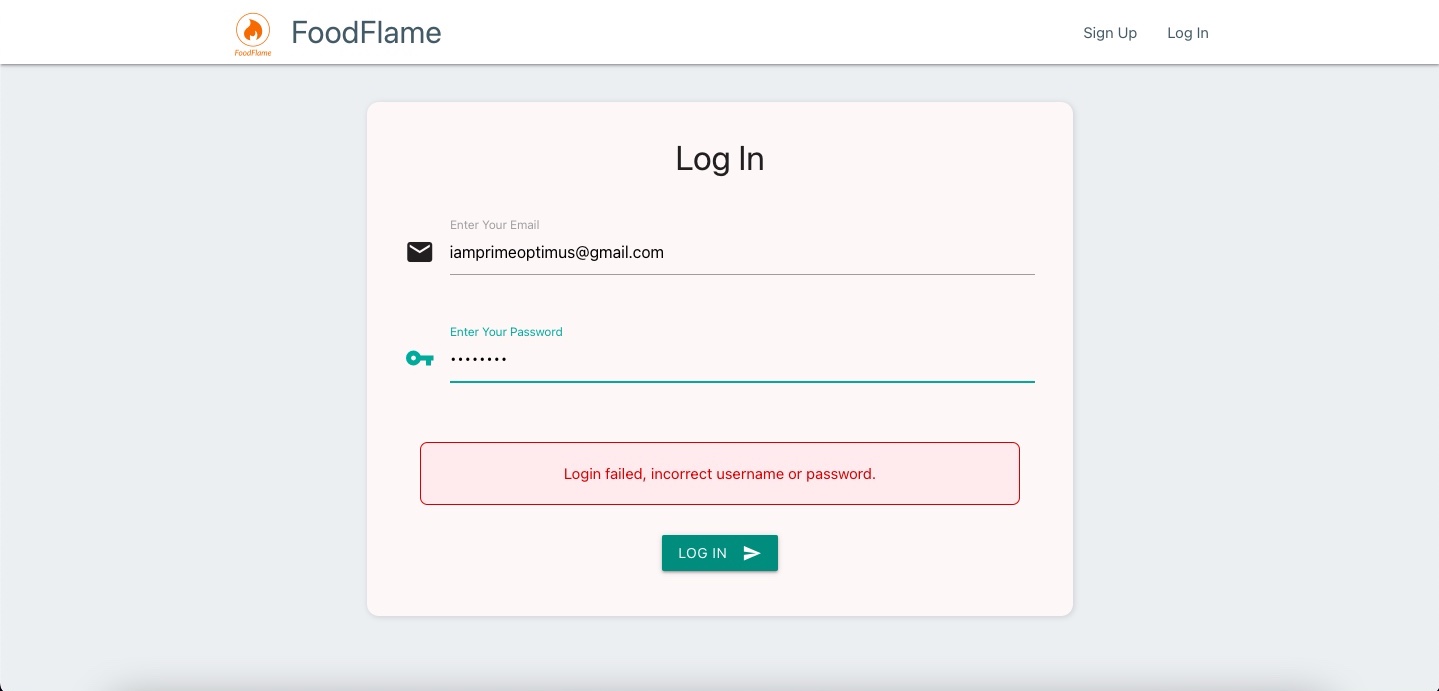 FoodFlame
FoodFlame
Sign Up
Log In
Log In
Enter Your Email
iamprimeoptimus@gmail.com
Enter Your Password
••••••••
Login failed, incorrect username or password.
LOG IN